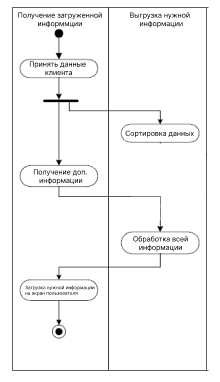 Получение загруженной
информмции
Выгрузка нужной
информации
Принять данные
клиента
Сортировка данных
Получение доп.
информации
Обработка всей
информации
Загрузка нужной информации
на экран пользователя